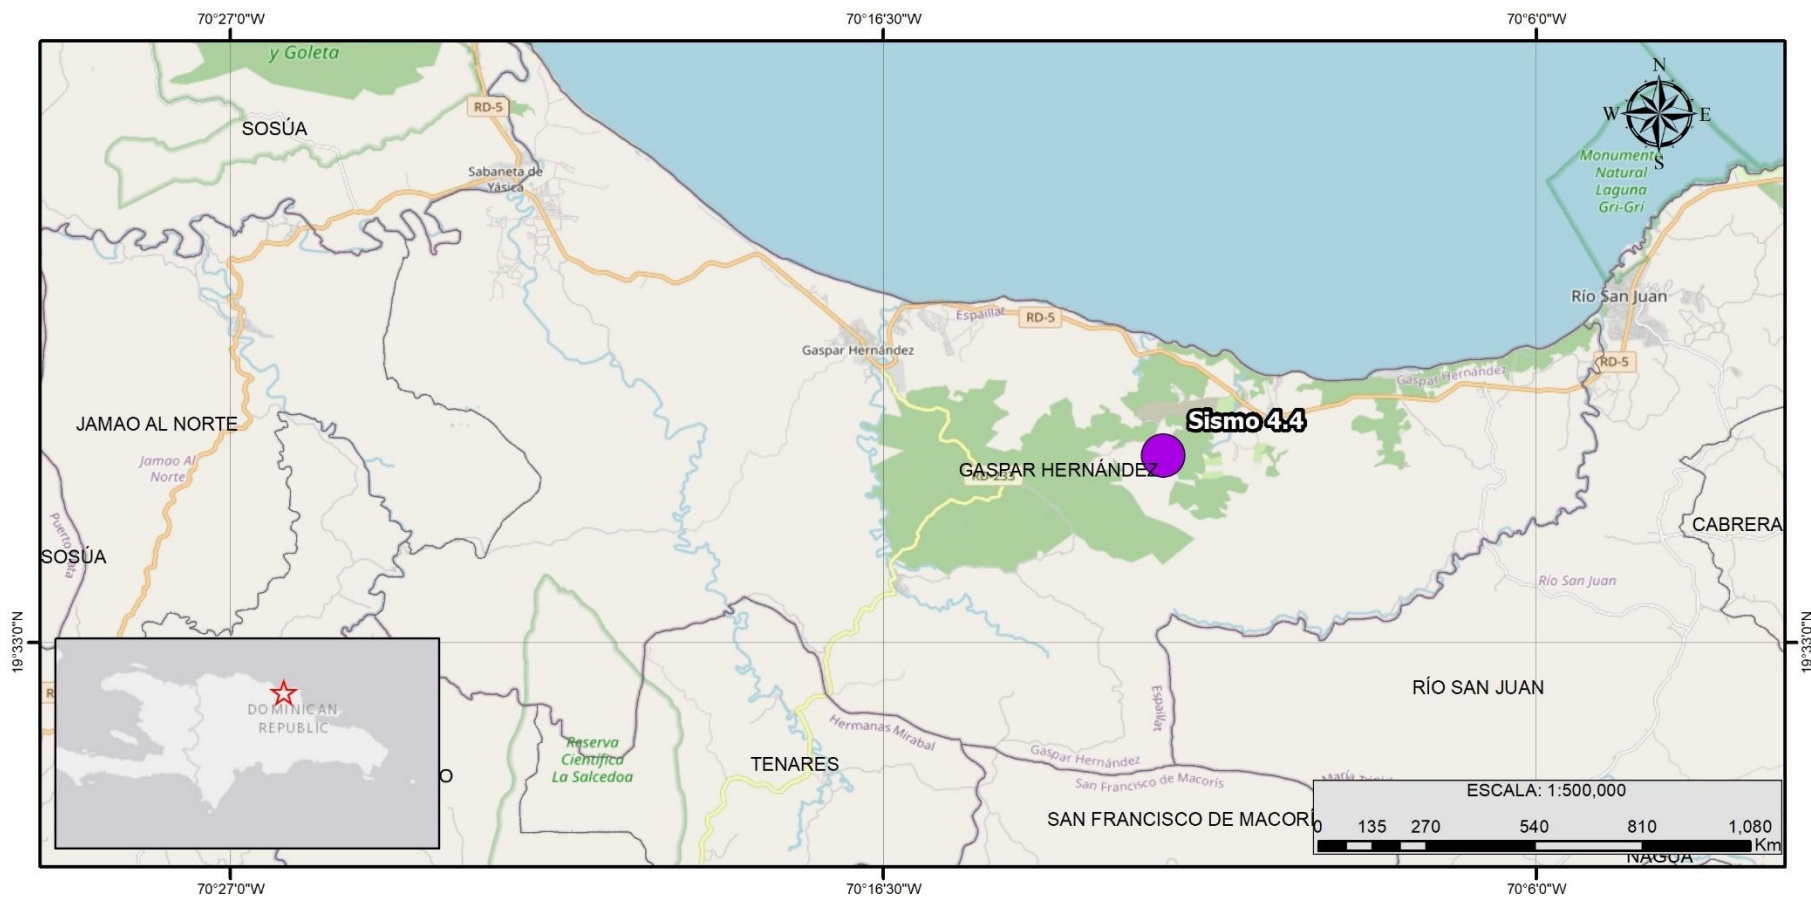 70°27'0"W
70°16'30"W
70°6'0"W
y Goleta
RD-5
SOSÚA
Sabaneta de
Yásica
N
W
E
S
Monumento
Natural
Laguna
Gri-Gri
Río San Juan
Espaillat
RD-5
Gaspar Hernández
RD-5
Gaspar Hernández
Sismo 4.4
JAMAO AL NORTE
Jamao Al
Norte
GASPAR HERNÁNDEZ
RD-233
CABRERA
Puerto Plata
SOSÚA
Río San Juan
19°33'0"N
19°33'0"N
DOMINICAN
REPUBLIC
RÍO SAN JUAN
Espaillat
Hermanas Mirabal
Reserva
Científica
La Salcedoa
TENARES
O
Gaspar Hernández
San Francisco de Macorís
SAN FRANCISCO DE MACORÍ
ESCALA: 1:500,000
0 135 270 540 810 1,080
Km
NAGUA
70°27'0"W
70°16'30"W
70°6'0"W